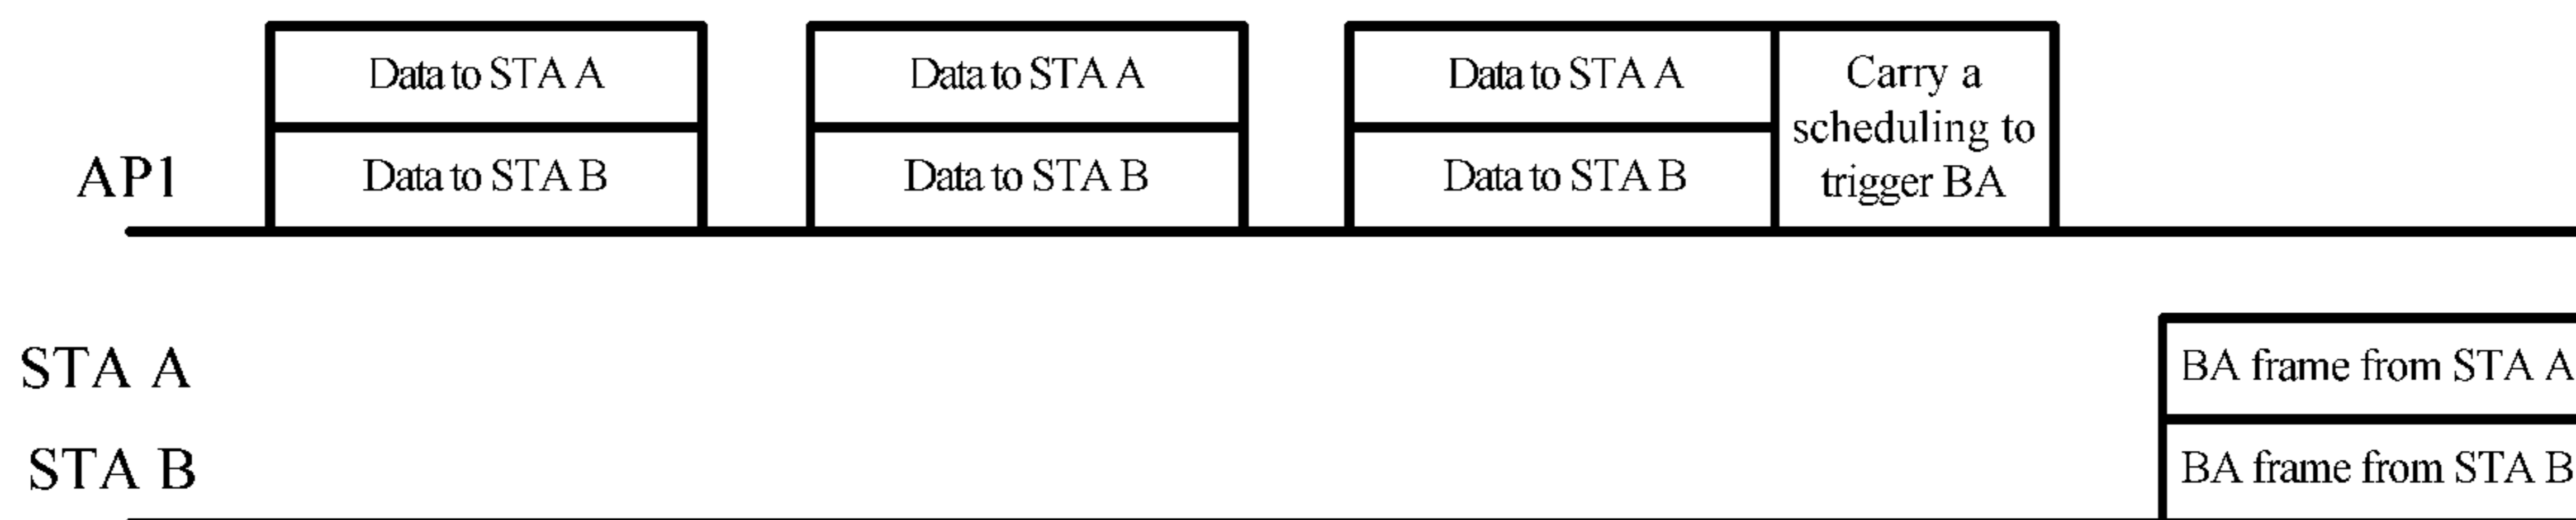 Data to STA A
Data to STA A
Data to STA A
Carry a
scheduling to
trigger BA
Data to STA B
Data to STA B
Data to STA B
AP1
STA A
BA frame from STA A
STA B
BA frame from STA B